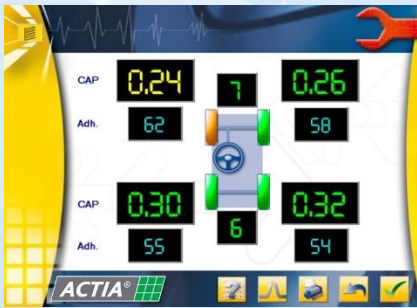 CAP 0.24 7 0.26
Adh. 62 58
CAP 0.30 0.32
6
Adh. 55 54
ACTIA®
?